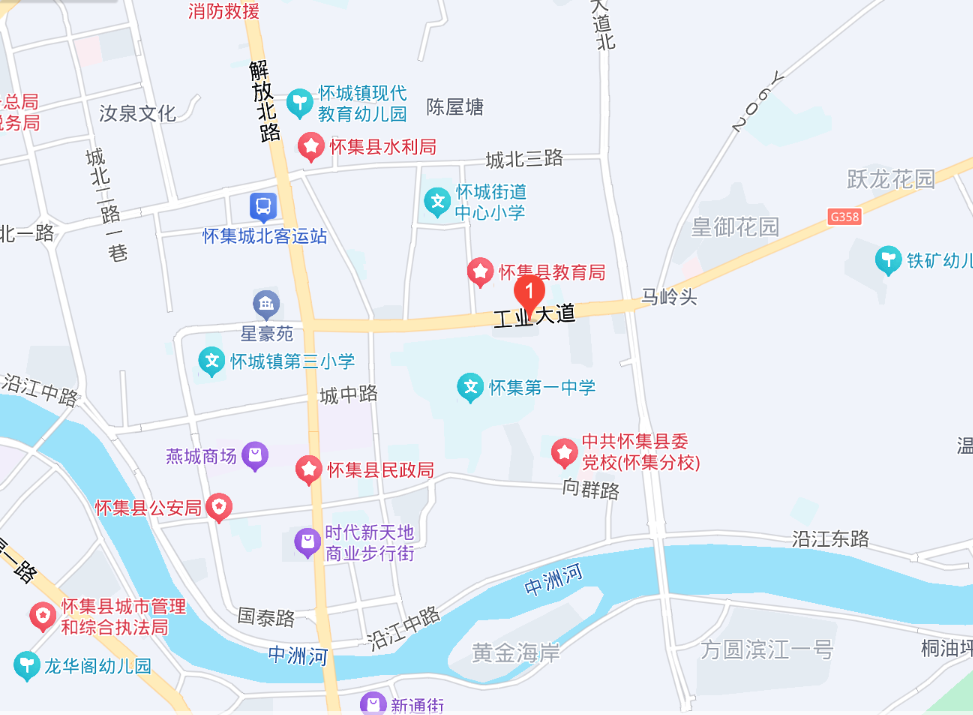 消防救援
大道北
解放北路
怀城镇现代
教育幼儿园
陈屋塘
Y602
总局
税务局
汝泉文化
怀集县水利局
城北三路
城北二路一巷
怀城街道
中心小学
跃龙花园
G358
皇御花园
北一路
怀集城北客运站
铁矿幼儿
怀集县教育局
1
马岭头
工业大道
星豪苑
怀城镇第三小学
怀集第一中学
沿江中路
城中路
中共怀集县委
党校(怀集分校)
燕城商场
怀集县民政局
温
向群路
怀集县公安局
时代新天地
商业步行街
沿江东路
一路
中洲河
怀集县城市管理
和综合执法局
国泰路
沿江中路
中洲河
黄金海岸
方圆滨江一号
桐油坪
龙华阁幼儿园
新通街